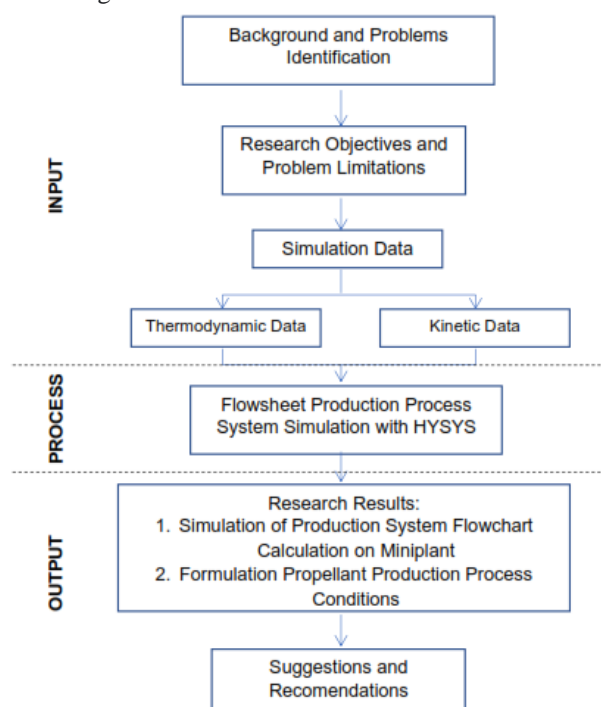 Background and Problems
Identification
Research Objectives and
Problem Limitations
INPUT
Simulation Data
Thermodynamic Data
Kinetic Data
PROCESS
Flowsheet Production Process
System Simulation with HYSYS
OUTPUT
Research Results:
1. Simulation of Production System Flowchart
Calculation on Miniplant
2. Formulation Propellant Production Process
Conditions
Suggestions and
Recomendations